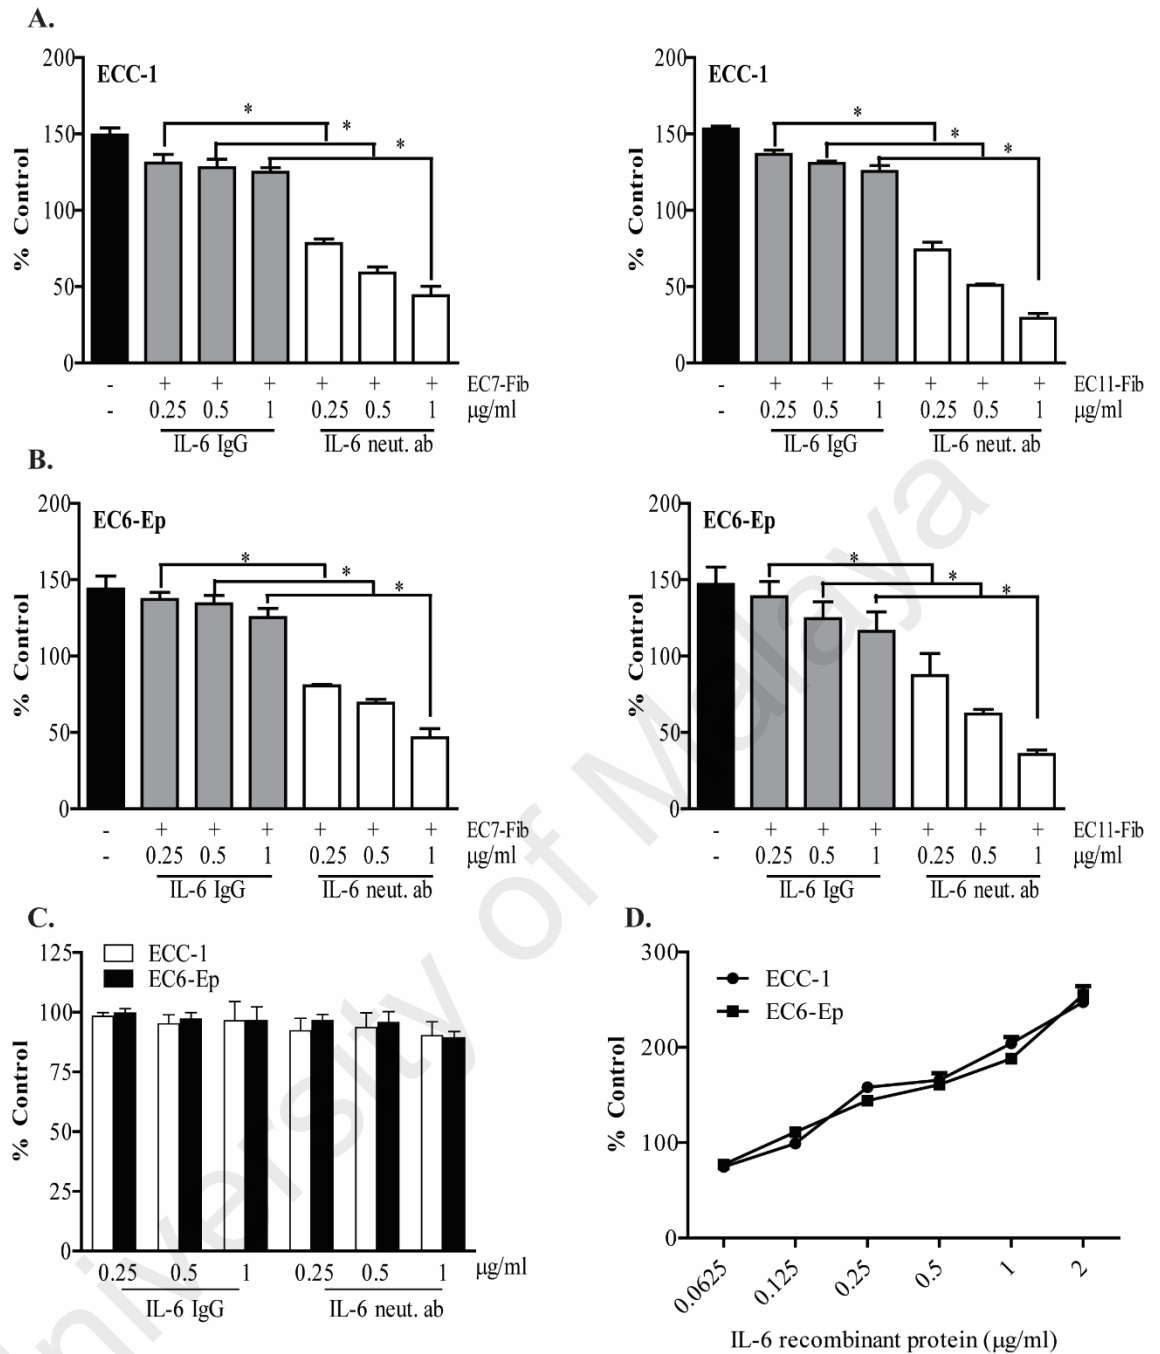 A.
200
150
100
50
0
% Control
ECC-1
*
*
*
- + + + + + + EC7-Fib
- 0.25 0.5 1 0.25 0.5 1 μg/ml
IL-6 IgG IL-6 neut. ab
200
150
100
50
0
% Control
ECC-1
*
*
*
- + + + + + + EC11-Fib
- 0.25 0.5 1 0.25 0.5 1 μg/ml
IL-6 IgG IL-6 neut. ab
B.
200
150
100
50
0
% Control
EC6-Ep
*
*
*
- + + + + + + EC7-Fib
- 0.25 0.5 1 0.25 0.5 1 μg/ml
IL-6 IgG IL-6 neut. ab
200
150
100
50
0
% Control
EC6-Ep
*
*
*
- + + + + + + EC11-Fib
- 0.25 0.5 1 0.25 0.5 1 μg/ml
IL-6 IgG IL-6 neut. ab
C.
125
100
75
50
25
0
% Control
ECC-1
EC6-Ep
0.25 0.5 1 0.25 0.5 1 μg/ml
IL-6 IgG IL-6 neut. ab
D.
300
200
100
0
% Control
ECC-1
EC6-Ep
0.0625 0.125 0.25 0.5 1 2
IL-6 recombinant protein (μg/ml)
University of Malaya